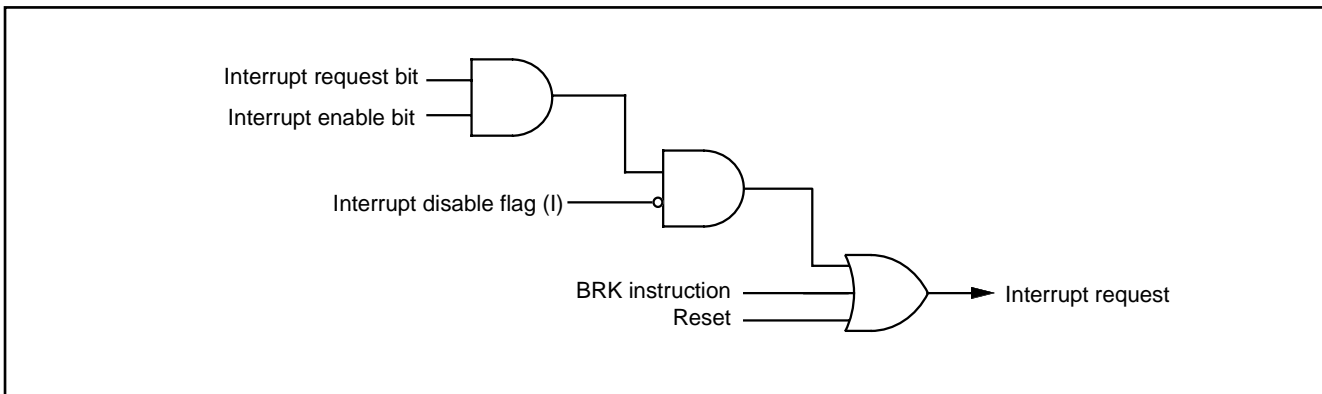 Interrupt request bit
Interrupt enable bit
Interrupt disable flag (I)
BRK instruction
Reset
Interrupt request